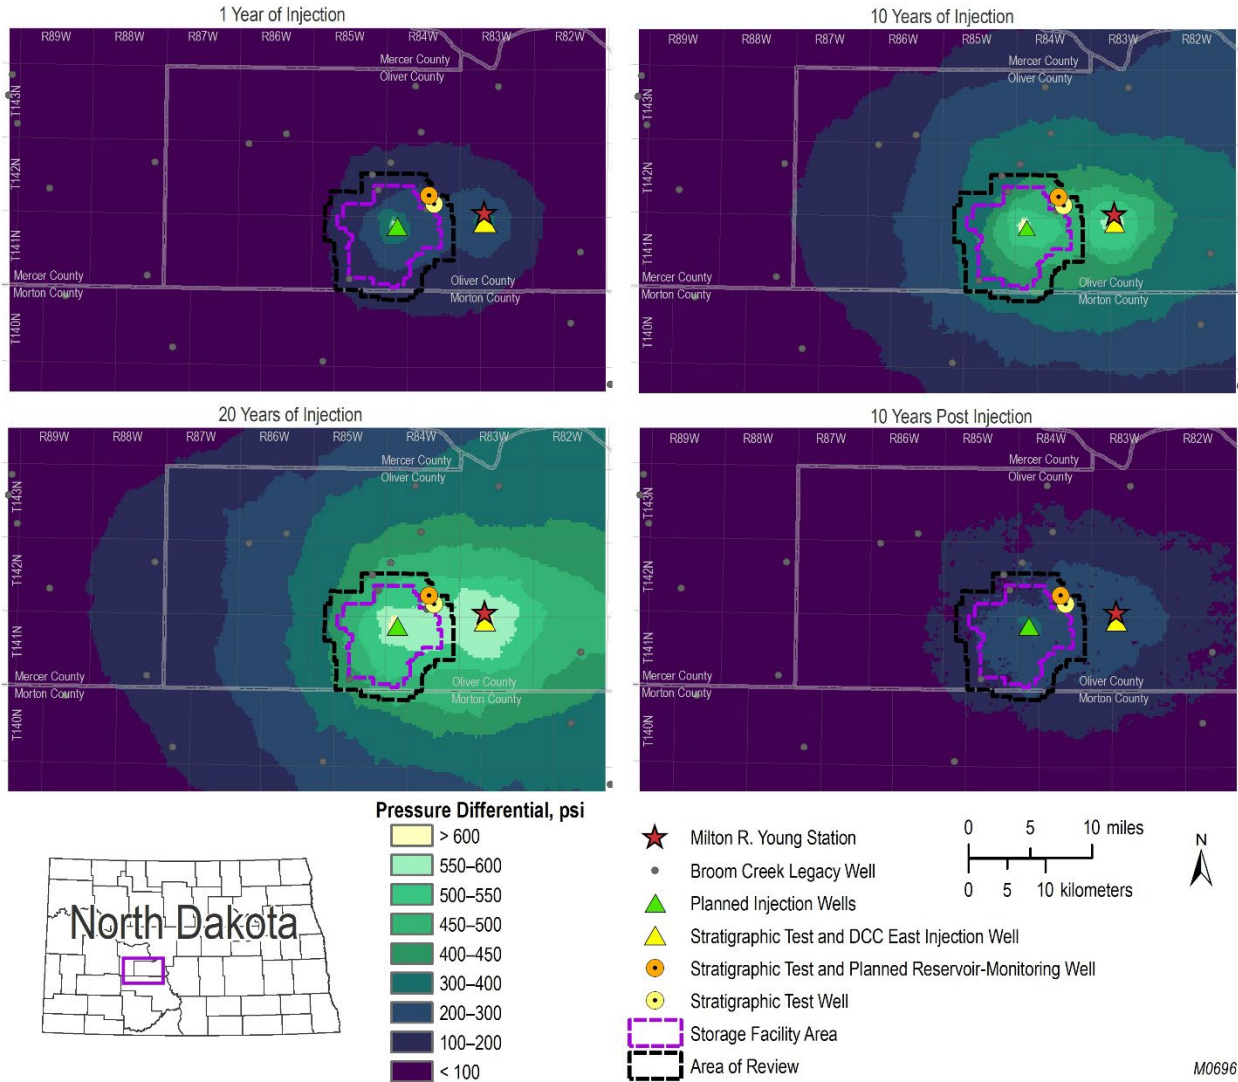 1 Year of Injection
R89W R88W R87W R86W R85W R84W R83W R82W
Mercer County
Oliver County
T143N
T142N
T141N
T140N
Mercer County
Morton County
Oliver County
Morton County
10 Years of Injection
R89W R88W R87W R86W R85W R84W R83W R82W
Mercer County
Oliver County
T143N
T142N
T141N
T140N
Mercer County
Morton County
Oliver County
Morton County
20 Years of Injection
R89W R88W R87W R86W R85W R84W R83W R82W
Mercer County
Oliver County
T143N
T142N
T141N
T140N
Mercer County
Morton County
Oliver County
Morton County
10 Years Post Injection
R89W R88W R87W R86W R85W R84W R83W R82W
Mercer County
Oliver County
T143N
T142N
T141N
T140N
Mercer County
Morton County
Oliver County
Morton County
North Dakota
Pressure Differential, psi
> 600
550–600
500–550
450–500
400–450
300–400
200–300
100–200
< 100
Milton R. Young Station
Broom Creek Legacy Well
Planned Injection Wells
Stratigraphic Test and DCC East Injection Well
Stratigraphic Test and Planned Reservoir-Monitoring Well
Stratigraphic Test Well
Storage Facility Area
Area of Review
0 5 10 miles
0 5 10 kilometers
N
M0696